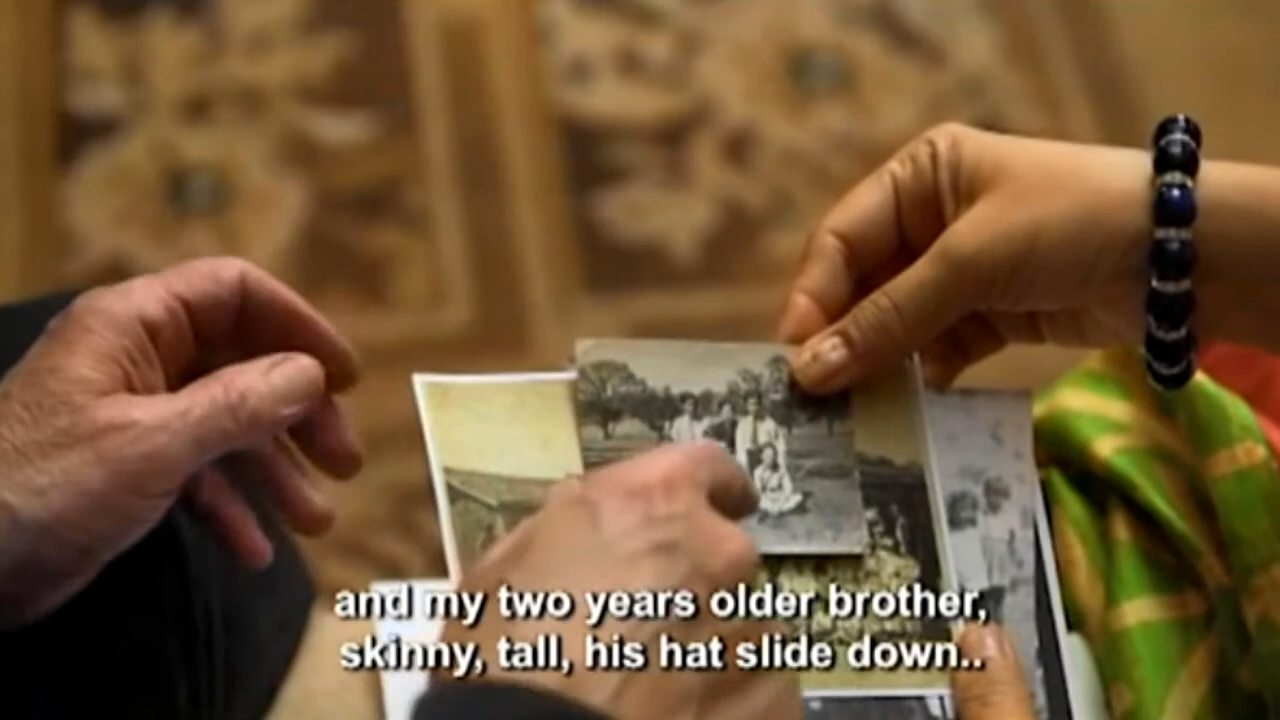 and my two years older brother,
skinny, tall, his hat slide down..